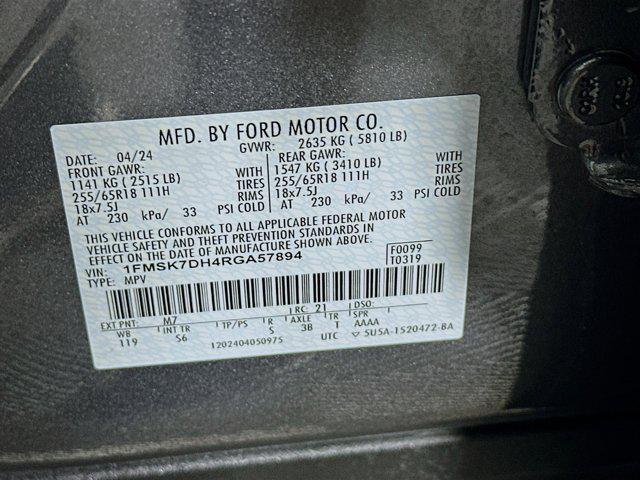 MFD. BY FORD MOTOR CO.
DATE: 04/24 GVWR: 2635 KG ( 5810 LB)
FRONT GAWR: REAR GAWR:
1141 KG ( 2515 LB) WITH 1547 KG ( 3410 LB) WITH
255/65R18 111H TIRES 255/65R18 111H TIRES
18x7.5J RIMS 18x7.5J RIMS
AT 230 kPa/ 33 PSI COLD AT 230 kPa/ 33 PSI COLD
THIS VEHICLE CONFORMS TO ALL APPLICABLE FEDERAL MOTOR
VEHICLE SAFETY AND THEFT PREVENTION STANDARDS IN
EFFECT ON THE DATE OF MANUFACTURE SHOWN ABOVE.
VIN: 1FMSK7DH4RGA57894 F0099
TYPE: MPV T0319
EXT PNT: M7 RC: 21 DSO:
WB INT TR TP/PS R AXLE TR SPR
119 S6 S 3B T AAAA
1202404050975 UTC ▽ 5U5A-1520472-BA